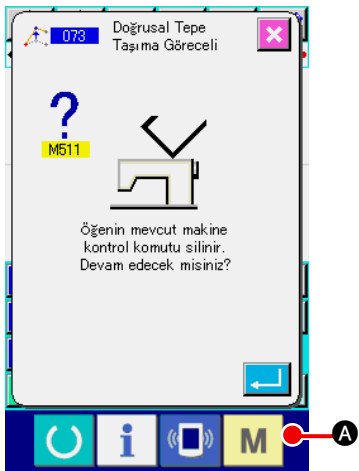 073
Doğrusal Tepe
Taşıma Göreceli
?
M511
Öğenin mevcut makine
kontrol komutu silinir.
Devam edecek misiniz?
i
M
A